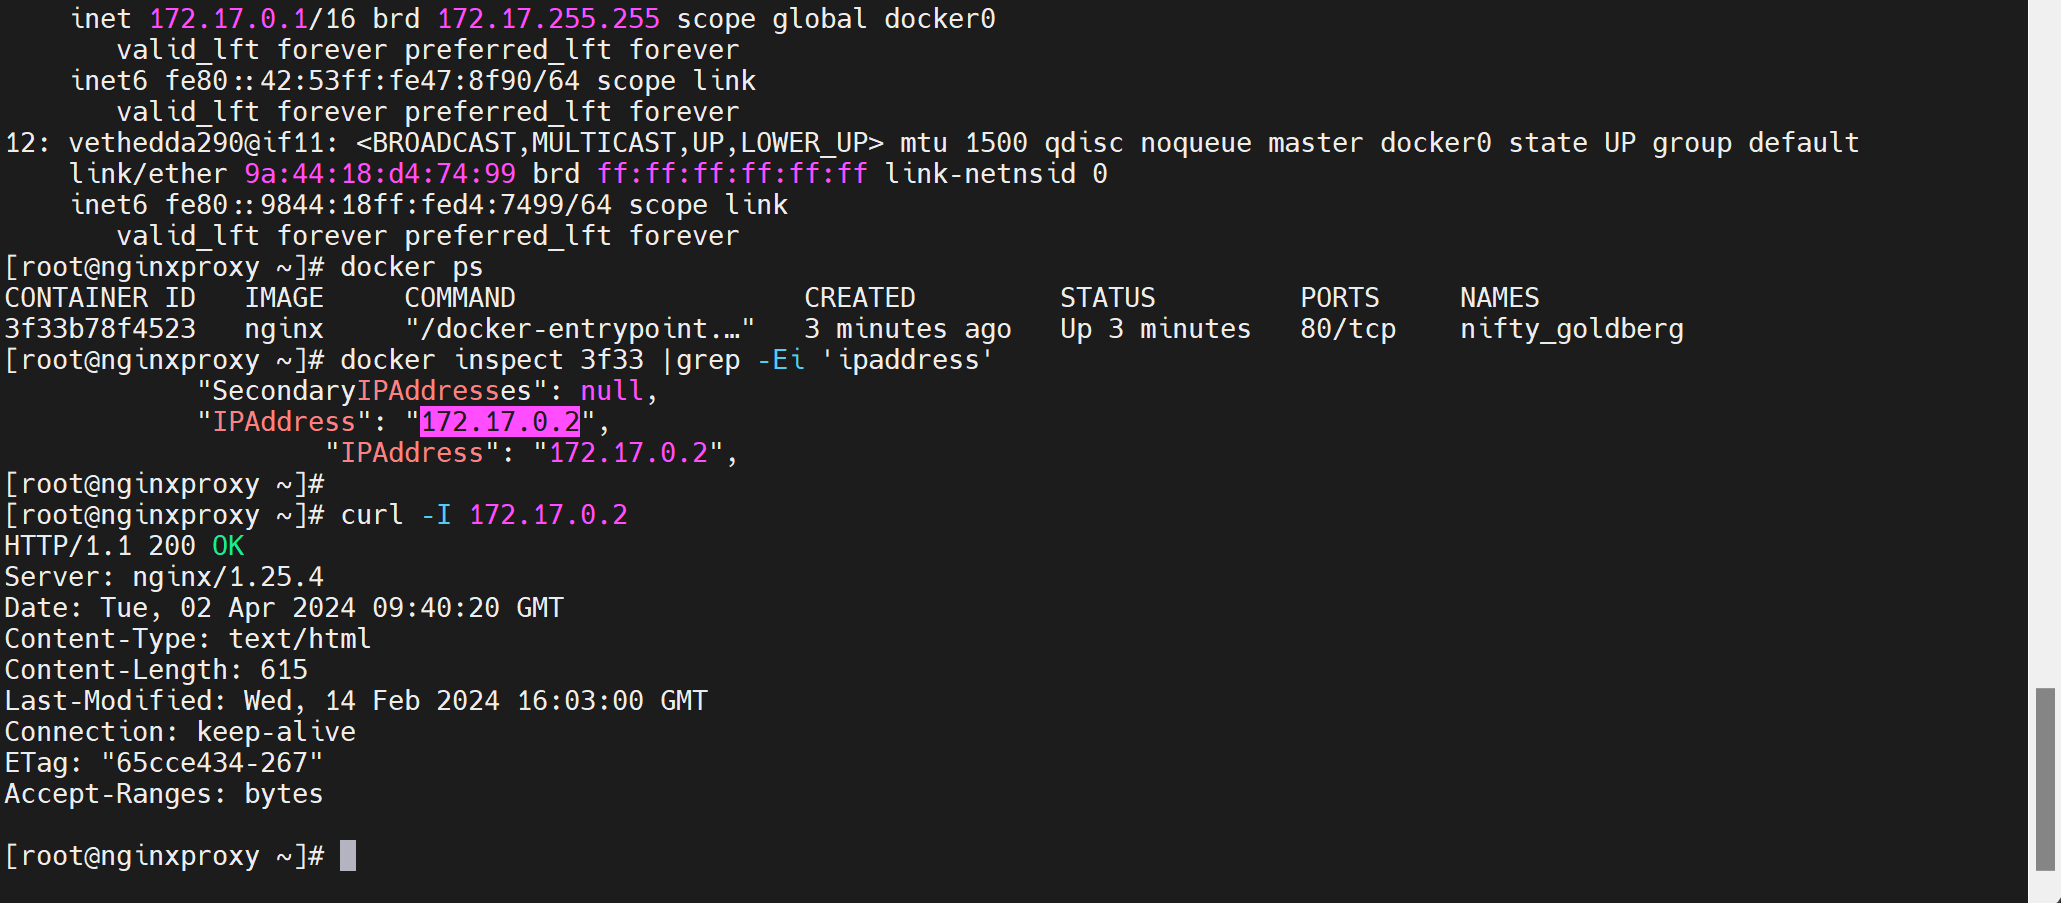 inet 172.17.0.1/16 brd 172.17.255.255 scope global docker0
valid_lft forever preferred_lft forever
inet6 fe80::42:53ff:fe47:8f90/64 scope link
valid_lft forever preferred_lft forever
12: vethedda290@if11: <BROADCAST,MULTICAST,UP,LOWER_UP> mtu 1500 qdisc noqueue master docker0 state UP group default
link/ether 9a:44:18:d4:74:99 brd ff:ff:ff:ff:ff:ff link-netnsid 0
inet6 fe80::9844:18ff:fed4:7499/64 scope link
valid_lft forever preferred_lft forever
[root@nginxproxy ~]# docker ps
CONTAINER ID   IMAGE     COMMAND                  CREATED         STATUS         PORTS     NAMES
3f33b78f4523   nginx     "/docker-entrypoint.…"   3 minutes ago   Up 3 minutes   80/tcp    nifty_goldberg
[root@nginxproxy ~]# docker inspect 3f33 |grep -Ei 'ipaddress'
"SecondaryIPAddresses": null,
"IPAddress": "172.17.0.2",
"IPAddress": "172.17.0.2",
[root@nginxproxy ~]#
[root@nginxproxy ~]# curl -I 172.17.0.2
HTTP/1.1 200 OK
Server: nginx/1.25.4
Date: Tue, 02 Apr 2024 09:40:20 GMT
Content-Type: text/html
Content-Length: 615
Last-Modified: Wed, 14 Feb 2024 16:03:00 GMT
Connection: keep-alive
ETag: "65cce434-267"
Accept-Ranges: bytes
[root@nginxproxy ~]#